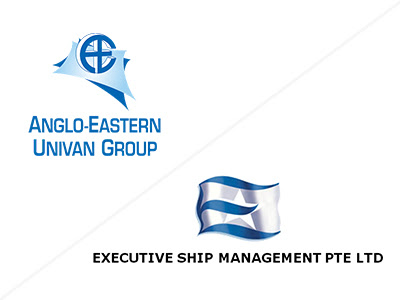 ANGLO-EASTERN
UNIVAN GROUP
EXECUTIVE SHIP MANAGEMENT PTE LTD